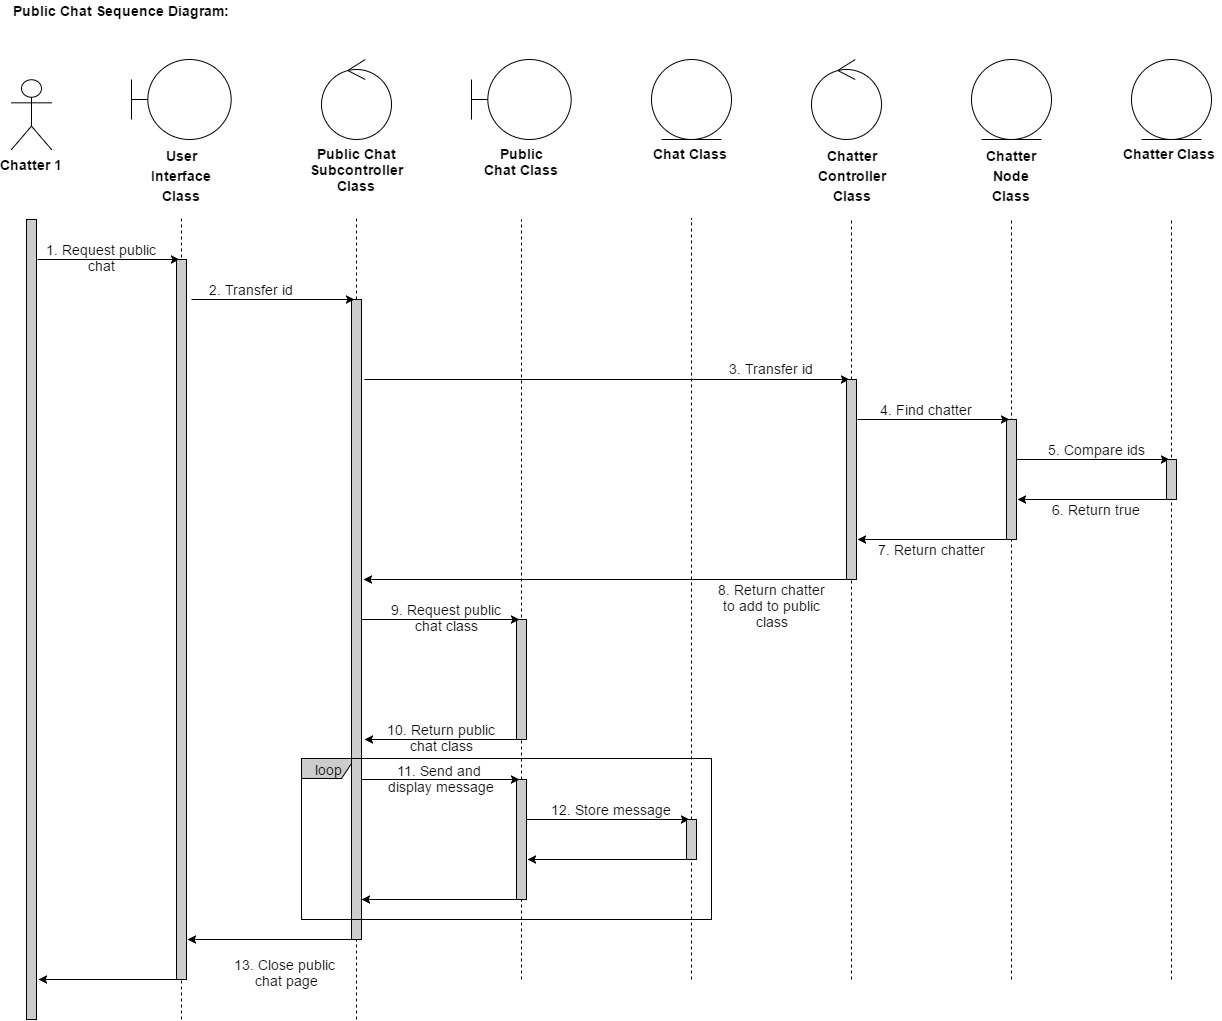 Public Chat Sequence Diagram:
Chatter 1
User
Interface
Class
Public Chat
Subcontroller
Class
Public
Chat Class
Chat Class
Chatter
Controller
Class
Chatter
Node
Class
Chatter Class
1. Request public
chat
2. Transfer id
3. Transfer id
4. Find chatter
5. Compare ids
6. Return true
7. Return chatter
8. Return chatter
to add to public
class
9. Request public
chat class
10. Return public
chat class
loop
11. Send and
display message
12. Store message
13. Close public
chat page